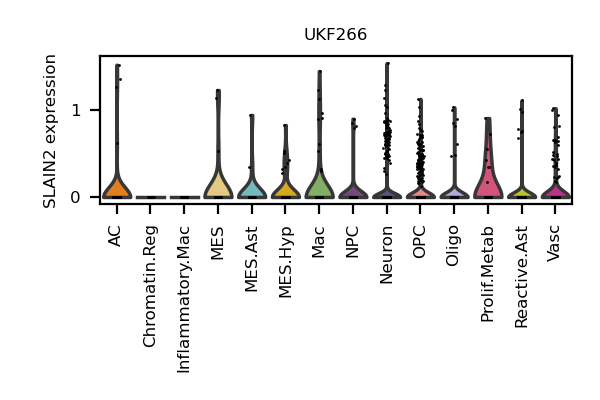 UKF266
SLAIN2 expression
1
0
AC
Chromatin.Reg
Inflammatory.Mac
MES
MES.Ast
MES.Hyp
Mac
NPC
Neuron
OPC
Oligo
Prolif.Metab
Reactive.Ast
Vasc